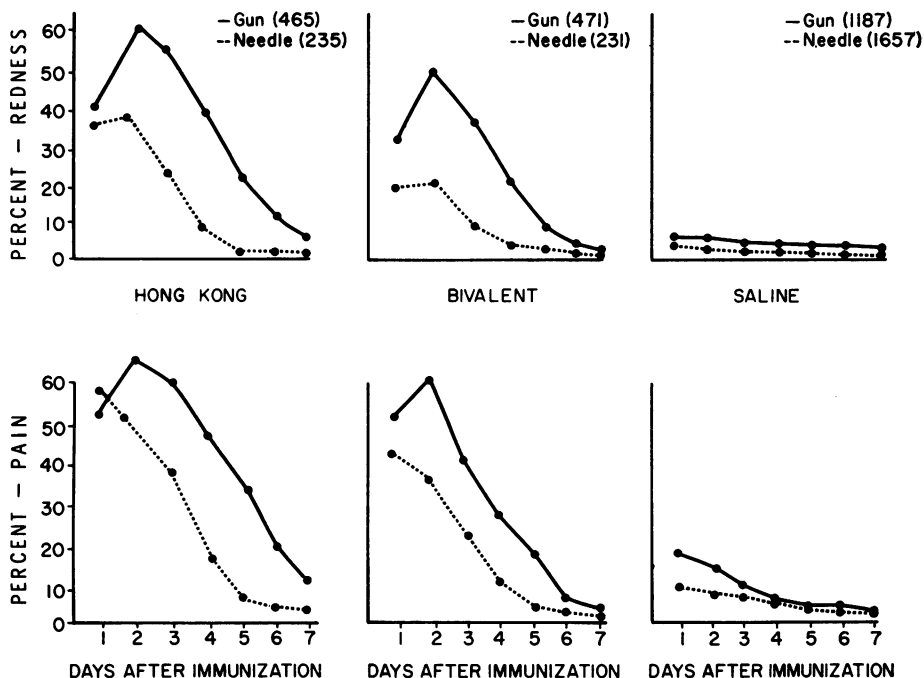 — Gun (465)
---- Needle (235)
— Gun (471)
---- Needle (231)
— Gun (1187)
---- Needle (1657)
PERCENT — REDNESS
60
50
40
30
20
10
0
HONG KONG
BIVALENT
SALINE
PERCENT — PAIN
60
50
40
30
20
10
0
1 2 3 4 5 6 7
1 2 3 4 5 6 7
1 2 3 4 5 6 7
DAYS AFTER IMMUNIZATION
DAYS AFTER IMMUNIZATION
DAYS AFTER IMMUNIZATION